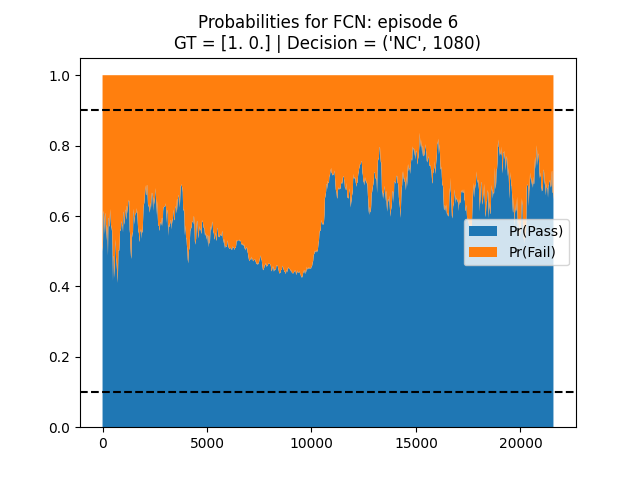 Probabilities for FCN: episode 6
GT = [1. 0.] | Decision = ('NC', 1080)
1.0
0.8
0.6
0.4
0.2
0.0
Pr(Pass)
Pr(Fail)
0
5000
10000
15000
20000